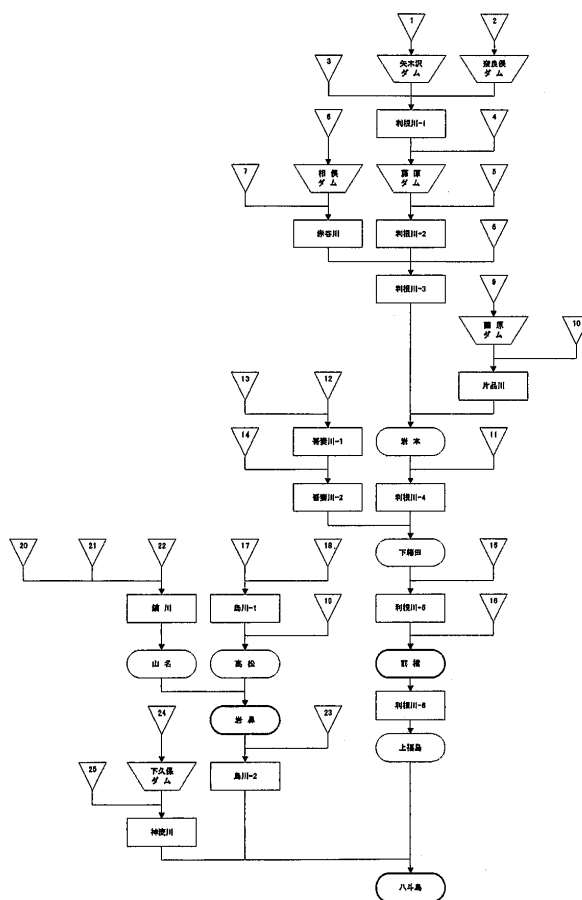 1
2
3
矢木沢
ダム
奈良俣
ダム
利根川-1
4
6
7
相俣
ダム
藤原
ダム
5
赤谷川
利根川-2
6
利根川-3
9
薗原
ダム
10
片品川
13
12
14
吾妻川-1
岩本
11
吾妻川-2
利根川-4
下箱田
20
21
22
17
18
15
鏑川
烏川-1
19
利根川-5
16
山名
高松
前橋
岩鼻
利根川-6
24
23
上福島
25
下久保
ダム
烏川-2
神流川
八斗島